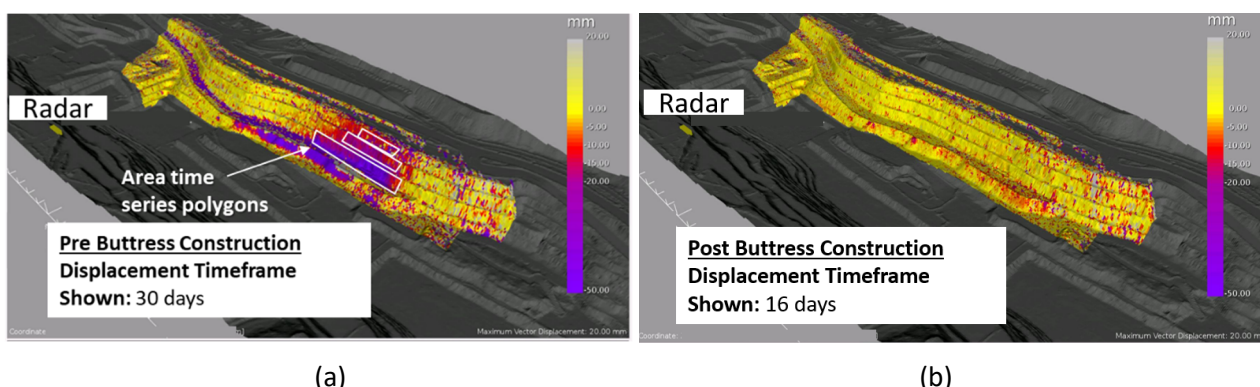 mm
20.00
0.00
-5.00
-10.00
-15.00
-20.00
-50.00
Radar
Area time
series polygons
Pre Buttress Construction
Displacement Timeframe
Shown: 30 days
Coordinate
Maximum Vector Displacement: 20.00 mm
(a)
mm
20.00
0.00
-5.00
-10.00
-15.00
-20.00
-50.00
Radar
Post Buttress Construction
Displacement Timeframe
Shown: 16 days
Coordinate
Maximum Vector Displacement: 20.00 mm
(b)